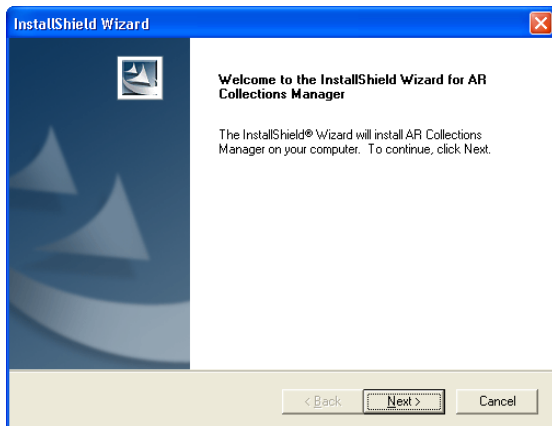 InstallShield Wizard
Welcome to the InstallShield Wizard for AR
Collections Manager
The InstallShield® Wizard will install AR Collections
Manager on your computer. To continue, click Next.
< Back
Next >
Cancel